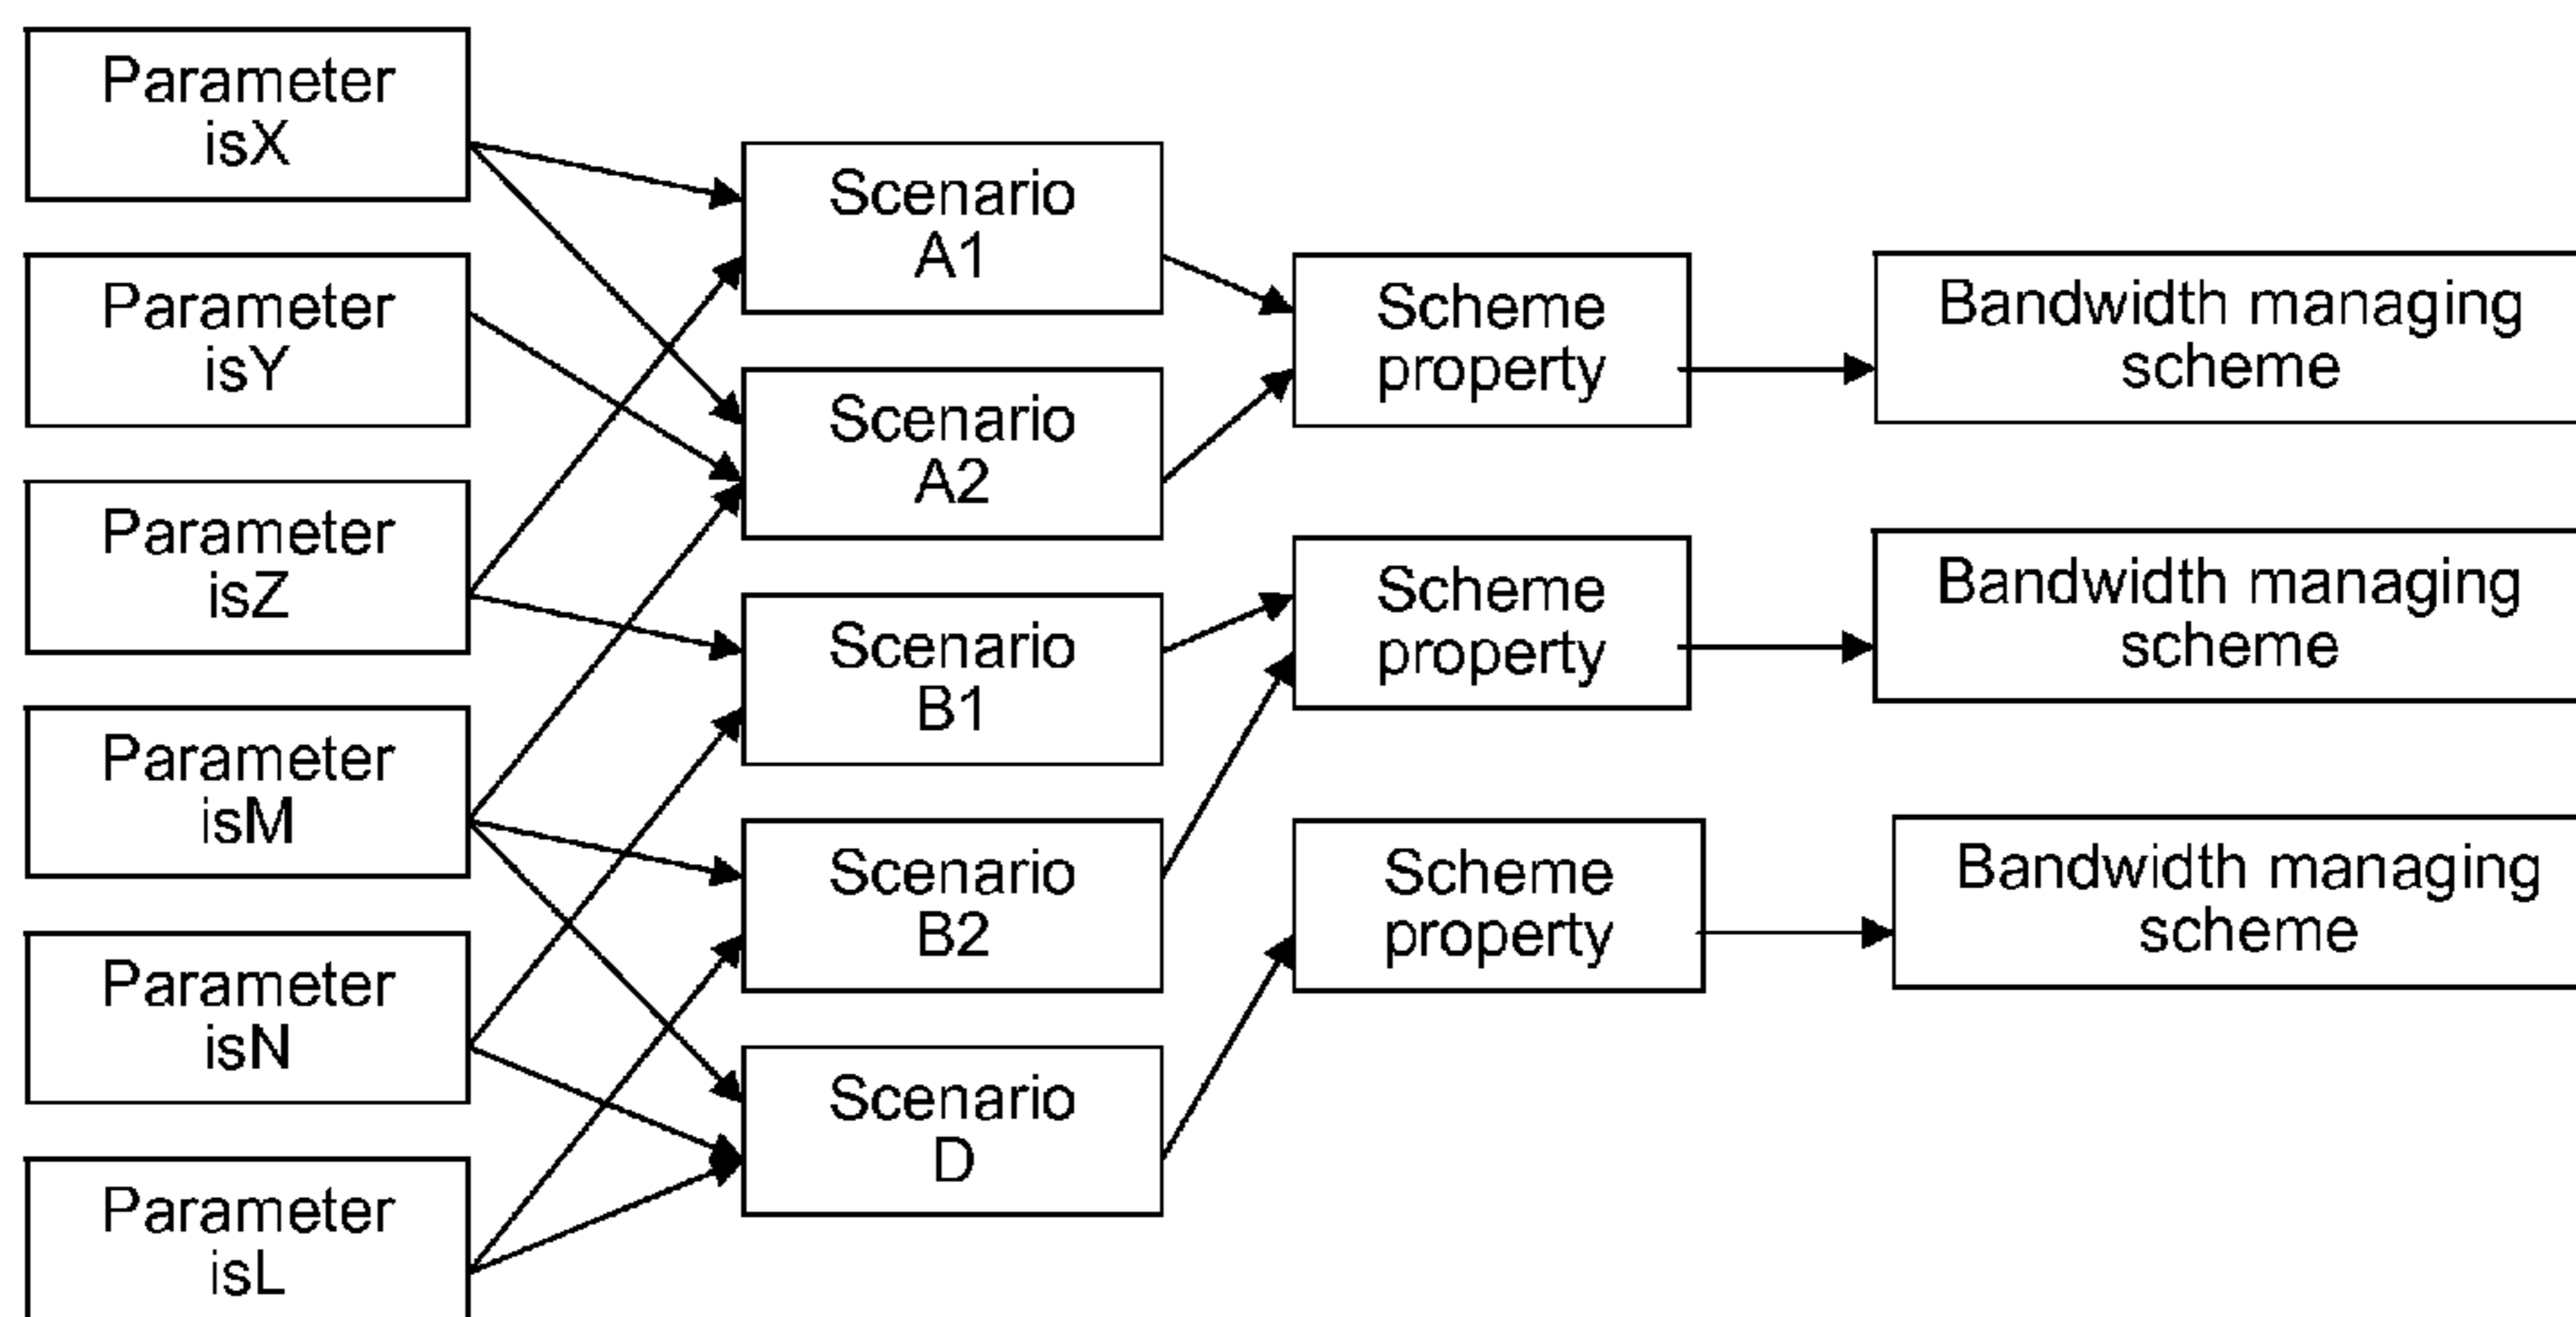 Parameter
isX
Parameter
isY
Parameter
isZ
Parameter
isM
Parameter
isN
Parameter
isL
Scenario
A1
Scenario
A2
Scenario
B1
Scenario
B2
Scenario
D
Scheme
property
Scheme
property
Scheme
property
Bandwidth managing
scheme
Bandwidth managing
scheme
Bandwidth managing
scheme